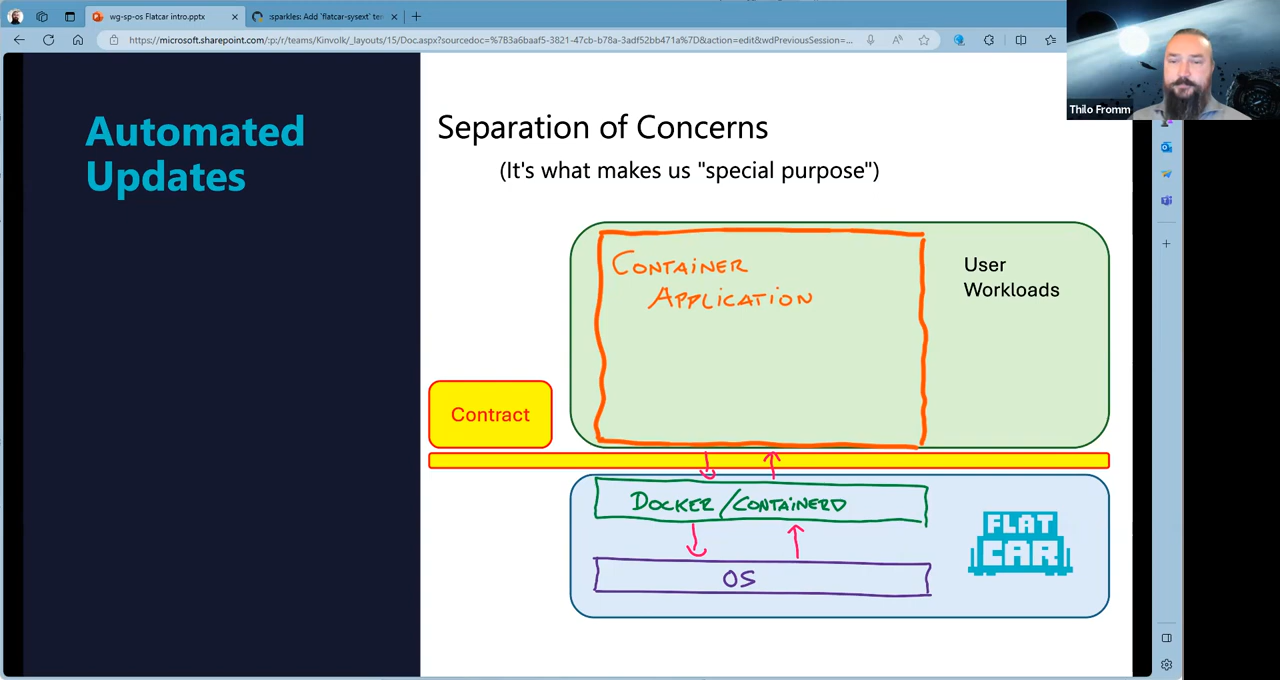 wg-sp-os Flatcar intro.pptx
:sparkles: Add `flatcar-sysext` te
https://microsoft.sharepoint.com/:p:/r/teams/Kinvolk/_layouts/15/Doc.aspx?sourcedoc=%7B3a6baaf5-3821-47cb-b78a-3adf52bb471a%7D&action=edit&wdPreviousSession=...
Thilo Fromm
Automated
Updates
Separation of Concerns
(It's what makes us "special purpose")
CONTAINER
APPLICATION
User
Workloads
Contract
DOCKER/CONTAINERD
FLAT
CAR
OS